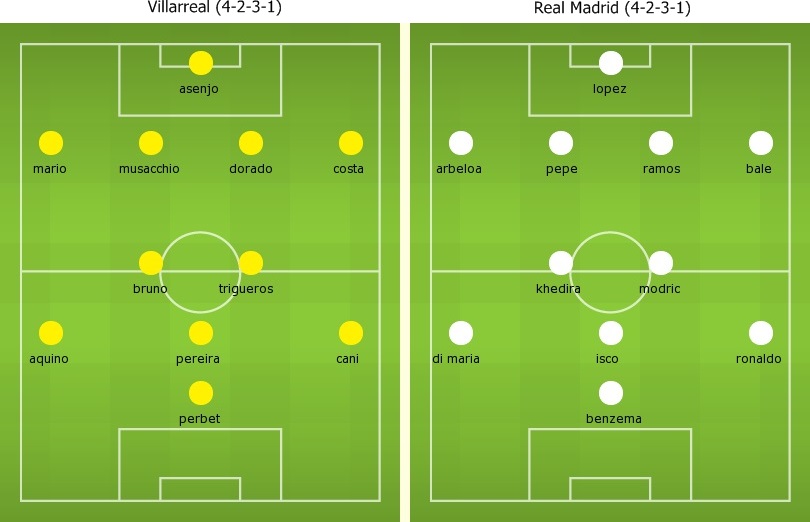 Villarreal (4-2-3-1)
asenjo
mario musacchio dorado costa
bruno trigueros
aquino pereira cani
perbet
Real Madrid (4-2-3-1)
lopez
arbeloa pepe ramos bale
khedira modric
di maria isco ronaldo
benzema